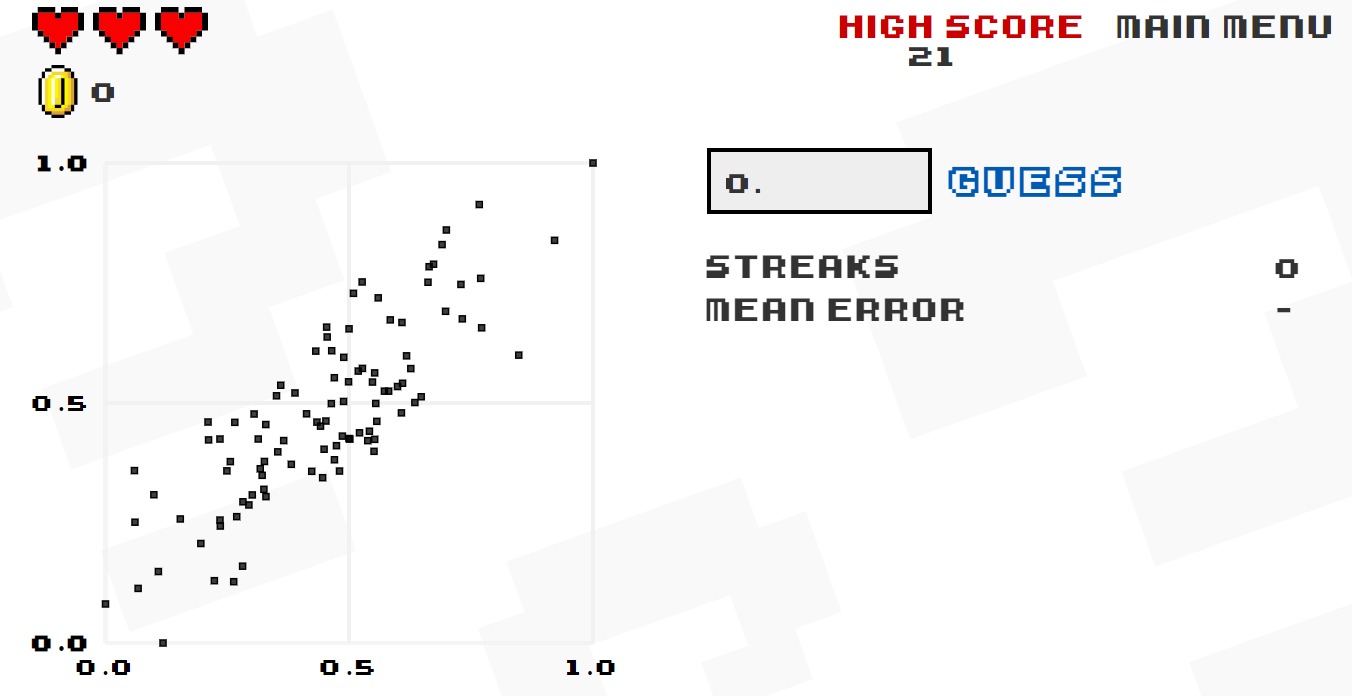 HIGH SCORE MAIN MENU
21
0
1.0
0.5
0.0
0.0 0.5 1.0
0. GUESS
STREAKS 0
MEAN ERROR -